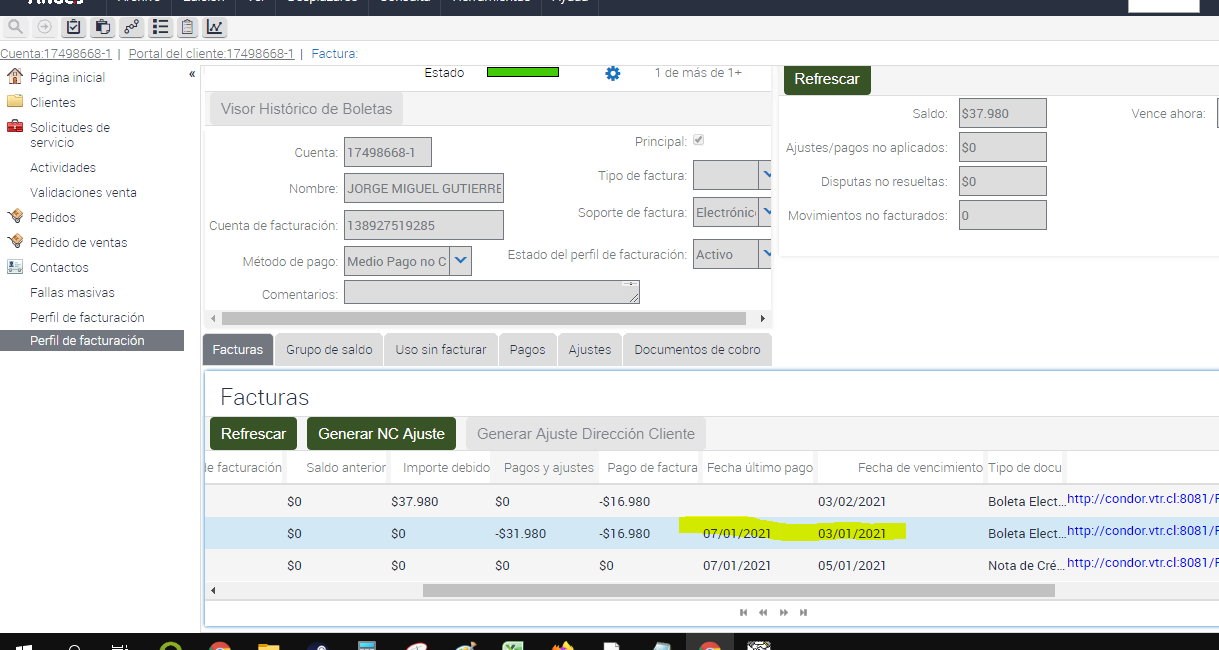 Cuenta:17498668-1 | Portal del cliente:17498668-1 | Factura:
Página inicial
Clientes
Solicitudes de
servicio
Actividades
Validaciones venta
Pedidos
Pedido de ventas
Contactos
Fallas masivas
Perfil de facturación
Perfil de facturación
«
Estado
1 de más de 1+
Visor Histórico de Boletas
Cuenta: 17498668-1
Nombre: JORGE MIGUEL GUTIERRE
Cuenta de facturación: 138927519285
Método de pago: Medio Pago no C
Comentarios:
Principal:
Tipo de factura:
Soporte de factura: Electrónic
Estado del perfil de facturación: Activo
Refrescar
Saldo: $37.980 Vence ahora:
Ajustes/pagos no aplicados: $0
Disputas no resueltas: $0
Movimientos no facturados: 0
Facturas Grupo de saldo Uso sin facturar Pagos Ajustes Documentos de cobro
Facturas
Refrescar Generar NC Ajuste Generar Ajuste Dirección Cliente
de facturación Saldo anterior Importe debido Pagos y ajustes Pago de factura Fecha último pago Fecha de vencimiento Tipo de docu
$0 $37.980 $0 -$16.980 03/02/2021 Boleta Elect... http://condor.vtr.cl:8081/F
$0 $0 -$31.980 -$16.980 07/01/2021 03/01/2021 Boleta Elect... http://condor.vtr.cl:8081/F
$0 $0 $0 $0 07/01/2021 05/01/2021 Nota de Cré... http://condor.vtr.cl:8081/F